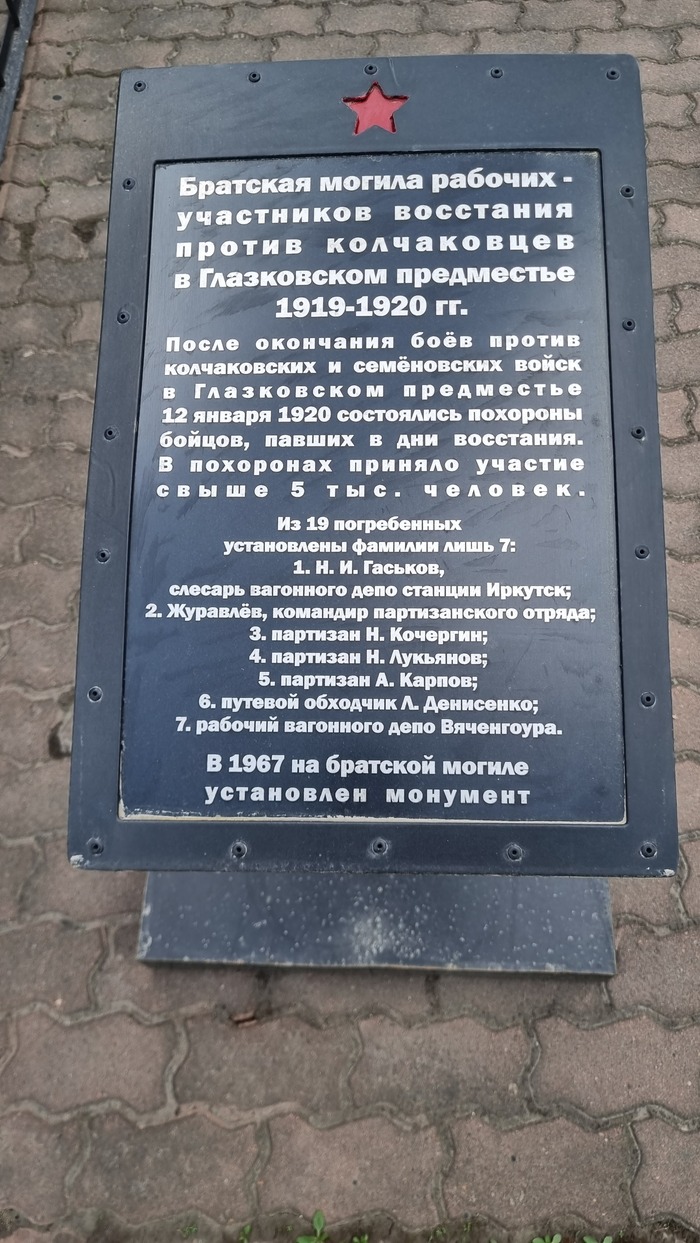 Братская могила рабочих -
участников восстания
против колчаковцев
в Глазковском предместье
1919-1920 гг.
После окончания боёв против
колчаковских и семёновских войск
в Глазковском предместье
12 января 1920 состоялись похороны
бойцов, павших в дни восстания.
В похоронах приняло участие
свыше 5 тыс. человек.
Из 19 погребенных
установлены фамилии лишь 7:
1. Н. И. Гаськов,
слесарь вагонного депо станции Иркутск;
2. Журавлёв, командир партизанского отряда;
3. партизан Н. Кочергин;
4. партизан Н. Лукьянов;
5. партизан А. Карпов;
6. путевой обходчик Л. Денисенко;
7. рабочий вагонного депо Вяченгоура.
В 1967 на братской могиле
установлен монумент